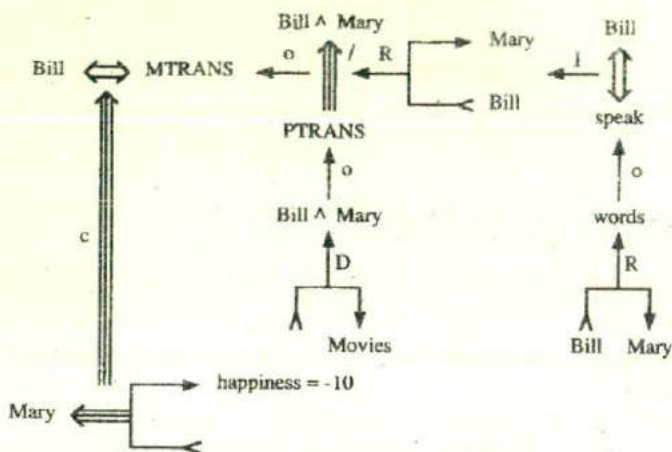 Bill ^ Mary
Bill
Bill MTRANS o / R Mary I
Bill
speak
PTRANS
o o
Bill ^ Mary words
c
D R
Movies Bill Mary
happiness = -10
Mary